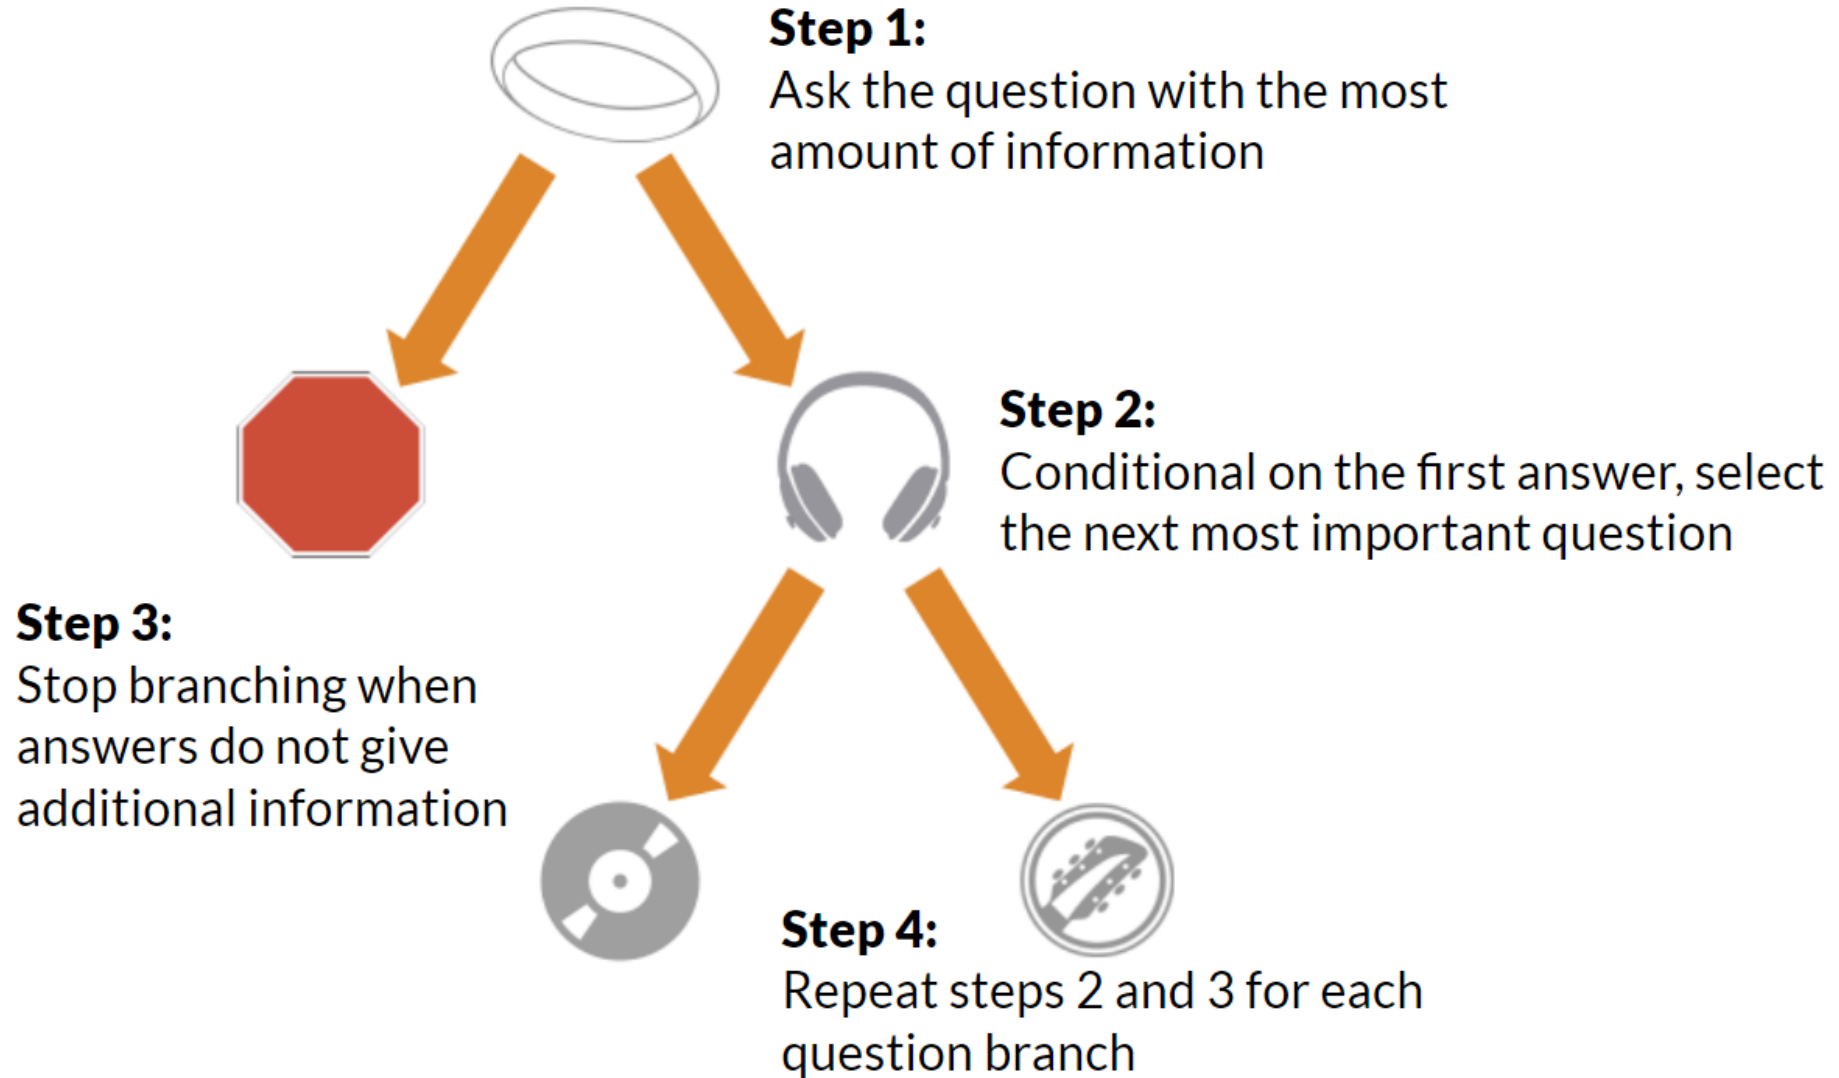 Step 1:
Ask the question with the most
amount of information
Step 2:
Conditional on the first answer, select
the next most important question
Step 3:
Stop branching when
answers do not give
additional information
Step 4:
Repeat steps 2 and 3 for each
question branch